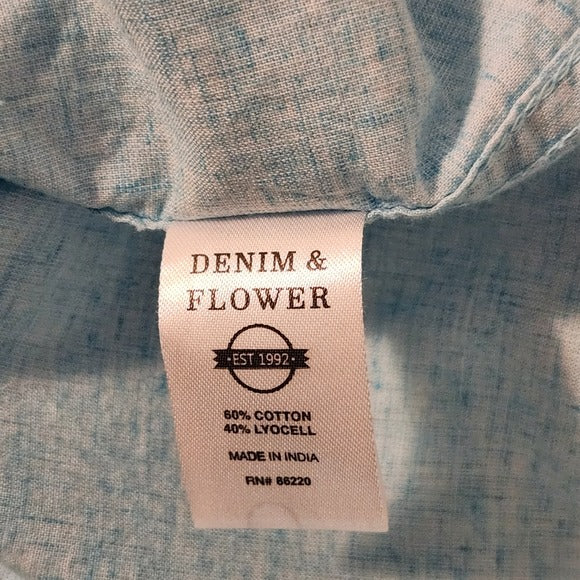 DENIM &
FLOWER
EST 1992
60% COTTON
40% LYOCELL
MADE IN INDIA
RN# 86220